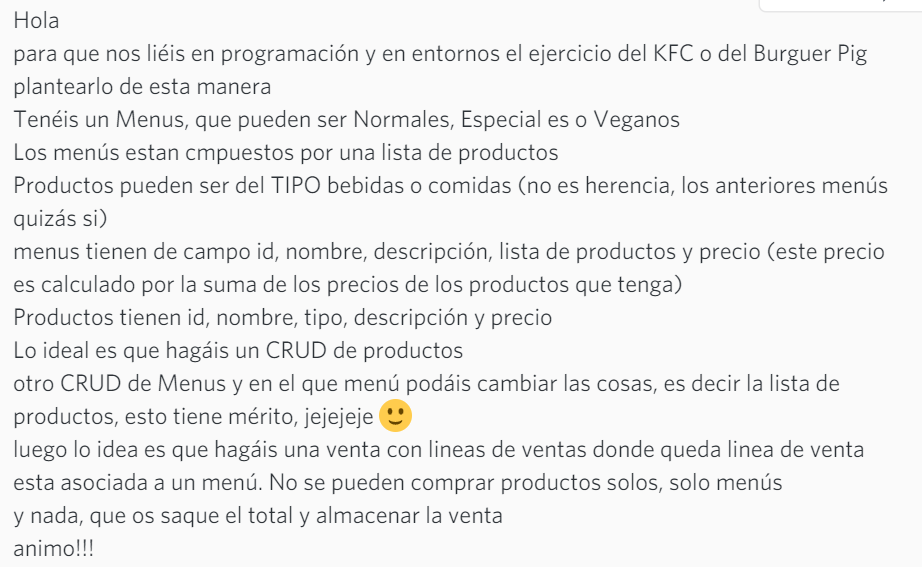 Hola
para que nos liéis en programación y en entornos el ejercicio del KFC o del Burguer Pig
plantearlo de esta manera
Tenéis un Menus, que pueden ser Normales, Especial es o Veganos
Los menús estan cmpuestos por una lista de productos
Productos pueden ser del TIPO bebidas o comidas (no es herencia, los anteriores menús
quizás si)
menus tienen de campo id, nombre, descripción, lista de productos y precio (este precio
es calculado por la suma de los precios de los productos que tenga)
Productos tienen id, nombre, tipo, descripción y precio
Lo ideal es que hagáis un CRUD de productos
otro CRUD de Menus y en el que menú podáis cambiar las cosas, es decir la lista de
productos, esto tiene mérito, jejejeje
luego lo idea es que hagáis una venta con lineas de ventas donde queda linea de venta
esta asociada a un menú. No se pueden comprar productos solos, solo menús
y nada, que os saque el total y almacenar la venta
animo!!!